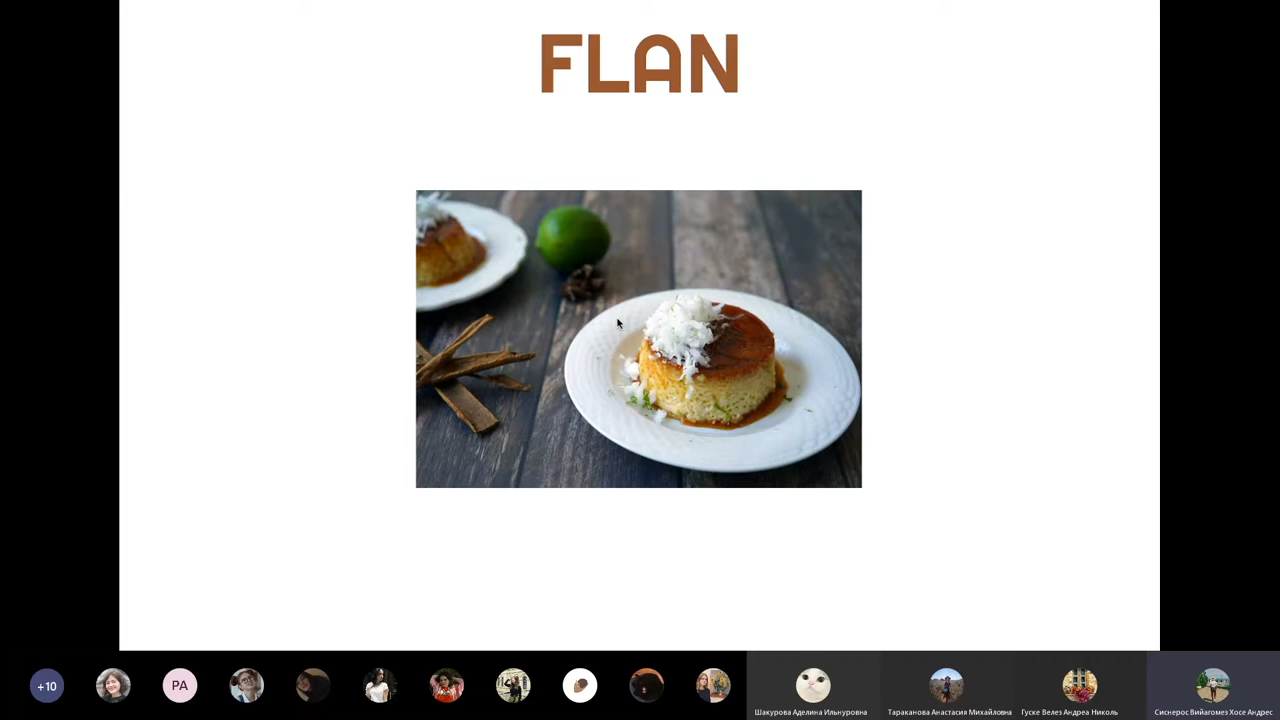 FLAN
+10
PA
Шакурова Аделина Ильнуровна
Тараканова Анастасия Михайловна
Гуске Велез Андреа Николь
Сиснерос Вийагомез Хосе Андрес